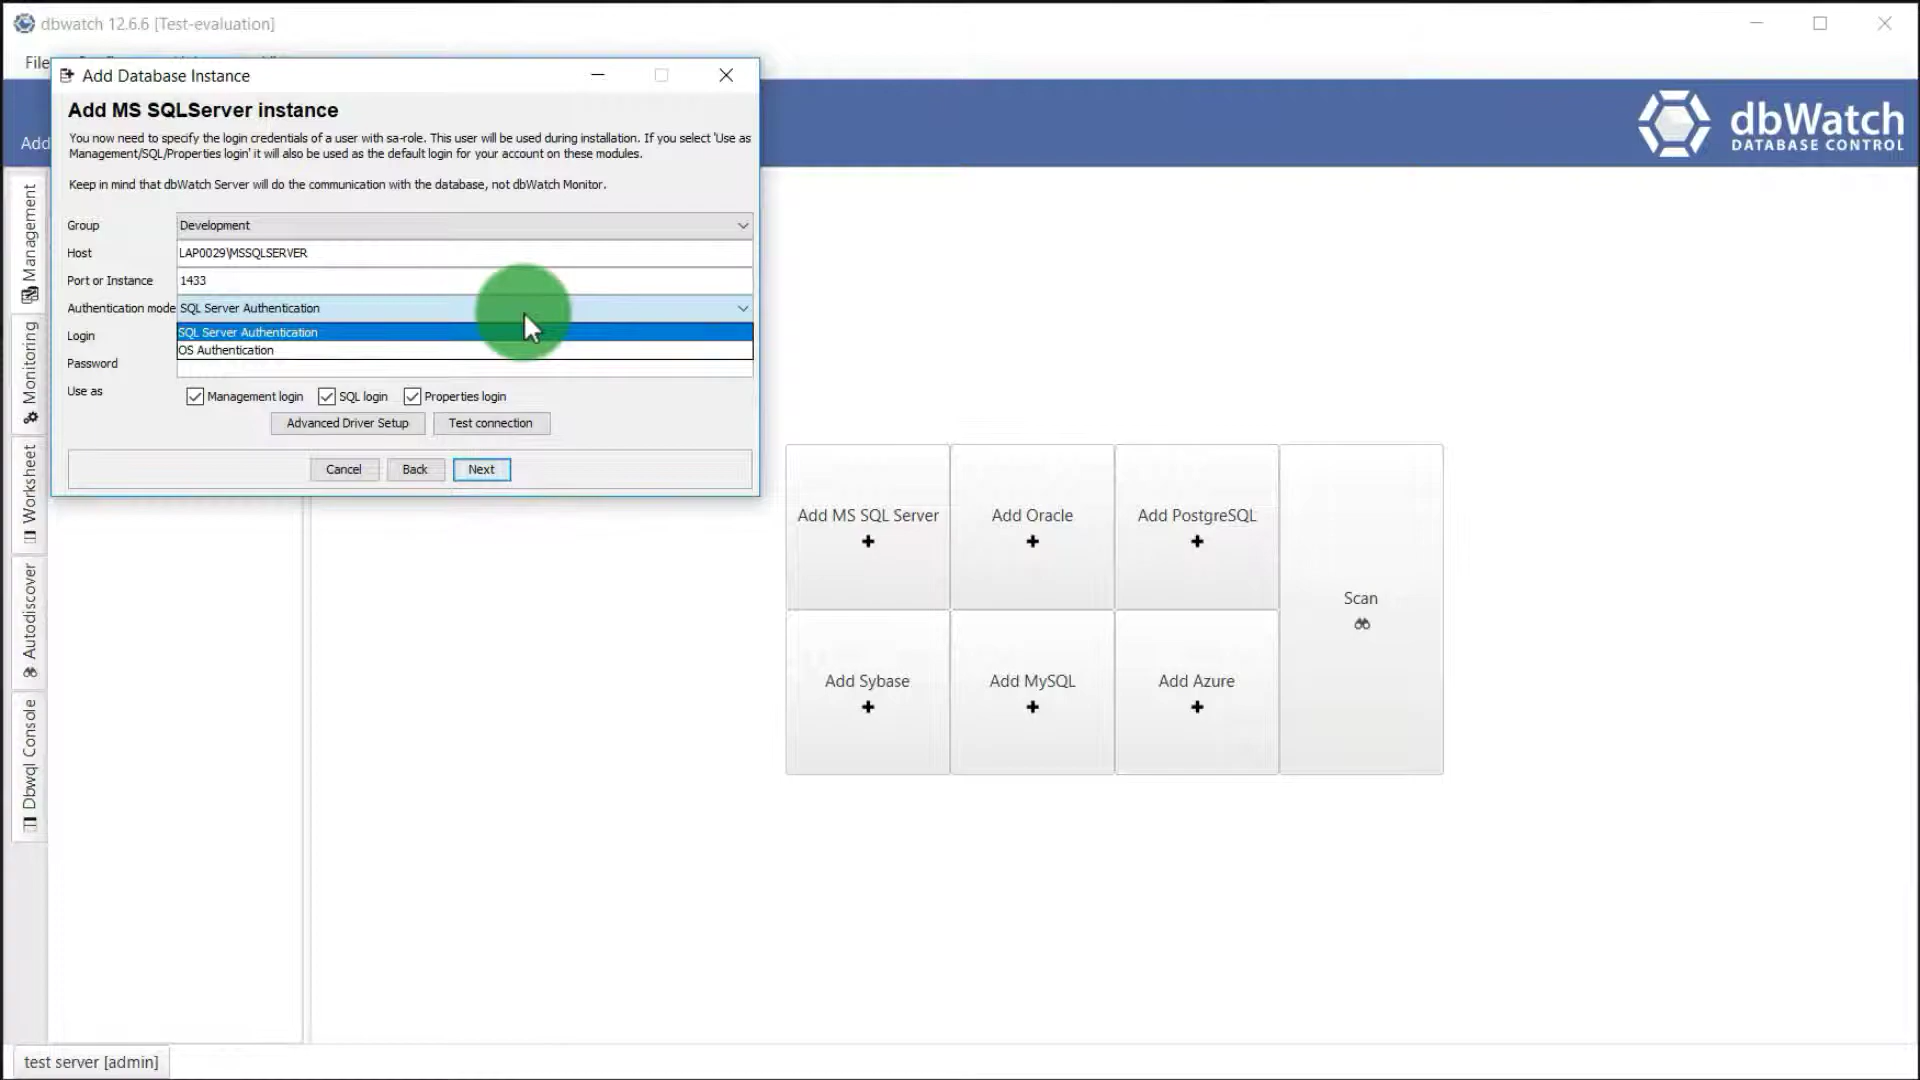 dbwatch 12.6.6 [Test-evaluation]
File
Add Database Instance
Add MS SQLServer instance
You now need to specify the login credentials of a user with sa-role. This user will be used during installation. If you select 'Use as
Management/SQL/Properties login' it will also be used as the default login for your account on these modules.
Keep in mind that dbWatch Server will do the communication with the database, not dbWatch Monitor.
Group Development
Host LAP0029\MSSQLSERVER
Port or Instance 1433
Authentication mode SQL Server Authentication
SQL Server Authentication
Login
OS Authentication
Password
Use as Management login SQL login Properties login
Advanced Driver Setup Test connection
Cancel Back Next
Add
dbWatch
DATABASE CONTROL
Management
Monitoring
Worksheet
Autodiscover
Dbwql Console
Add MS SQL Server Add Oracle Add PostgreSQL
Scan
Add Sybase Add MySQL Add Azure
test server [admin]